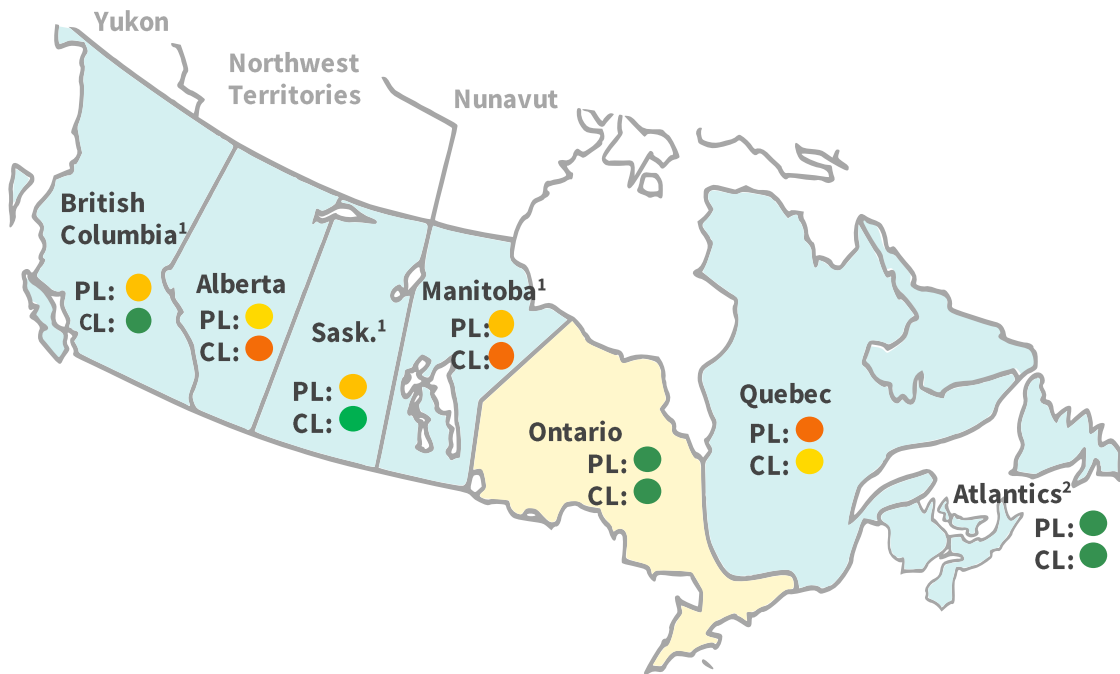 Yukon
Northwest
Territories
Nunavut
British
Columbia¹
PL:
CL:
Alberta
PL:
CL:
Sask.¹
PL:
CL:
Manitoba¹
PL:
CL:
Ontario
PL:
CL:
Quebec
PL:
CL:
Atlantics²
PL:
CL: